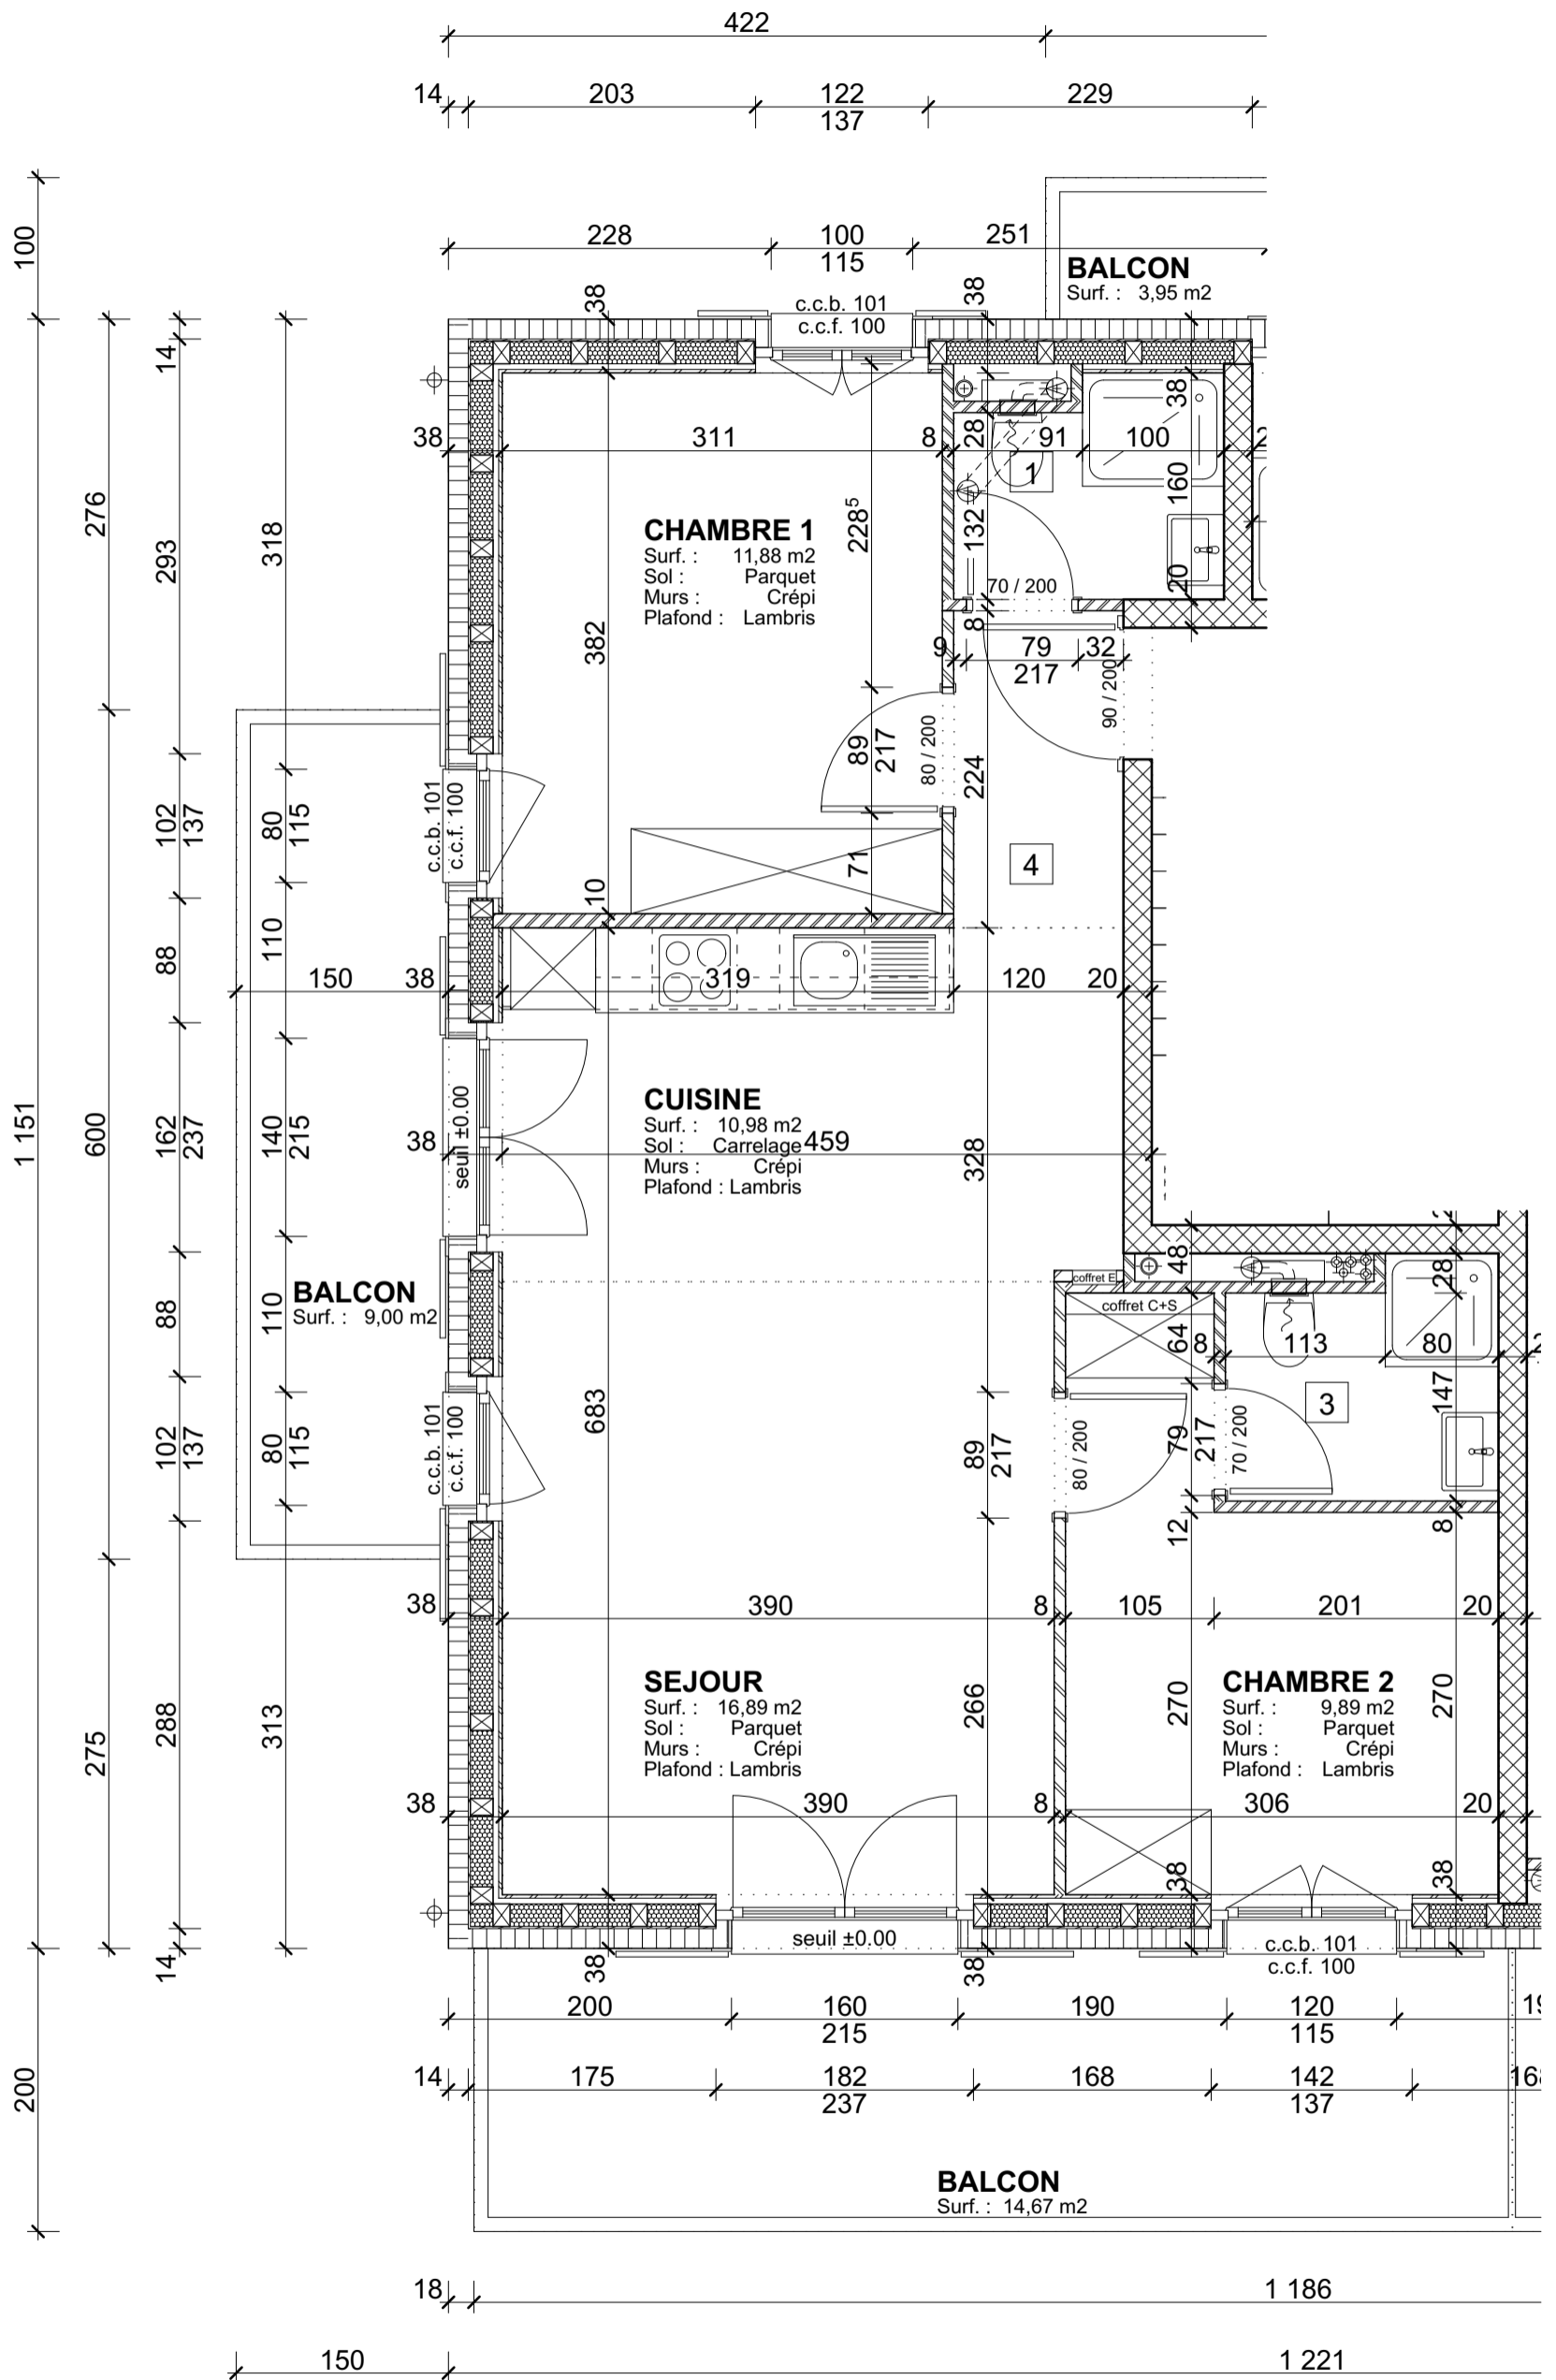 422
14 203 122 229
137
100
228 100 251
115
BALCON
Surf. : 3,95 m2
38 38
c.c.b. 101
c.c.f. 100
14
38
38 311 8 28 91 100
1
276
293
318
228⁵
132
160
CHAMBRE 1
Surf. : 11,88 m2
Sol : Parquet
Murs : Crépi
Plafond : Lambris
20
70 / 200
8
382
9 79 32
217
90 / 200
89
217
80 / 200
224
102
137
80
115
c.c.b. 101
c.c.f. 100
71
4
10
110
88
150 38 319 120 20
1 151
600
162
237
140
215
seuil ±0.00
CUISINE
Surf. : 10,98 m2
Sol : Carrelage
Murs : Crépi
Plafond : Lambris
38 459
328
48
28
coffret E
coffret C+S
BALCON
Surf. : 9,00 m2
88
110
64
8 113 80
683
102
137
80
115
c.c.b. 101
c.c.f. 100
89
217
80 / 200
79
217
70 / 200
3
147
12
8
38 390 8 105 201 20
275
288
313
266
270
270
SEJOUR
Surf. : 16,89 m2
Sol : Parquet
Murs : Crépi
Plafond : Lambris
CHAMBRE 2
Surf. : 9,89 m2
Sol : Parquet
Murs : Crépi
Plafond : Lambris
38 390 8 306 20
38
38
seuil ±0.00
c.c.b. 101
c.c.f. 100
14
38
38
200 160 190 120
215 115
200
14 175 182 168 142 168
237 137
BALCON
Surf. : 14,67 m2
18 1 186
150 1 221